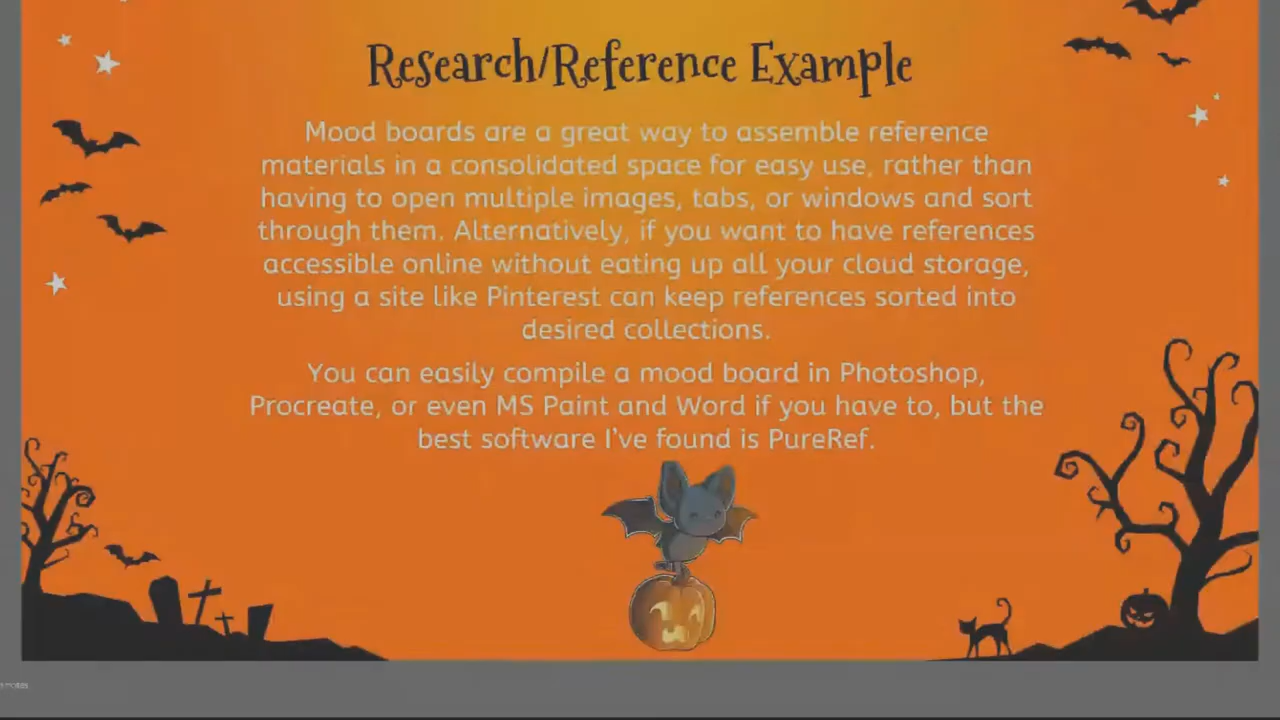 Research/Reference Example
Mood boards are a great way to assemble reference
materials in a consolidated space for easy use, rather than
having to open multiple images, tabs, or windows and sort
through them. Alternatively, if you want to have references
accessible online without eating up all your cloud storage,
using a site like Pinterest can keep references sorted into
desired collections.
You can easily compile a mood board in Photoshop,
Procreate, or even MS Paint and Word if you have to, but the
best software I've found is PureRef.